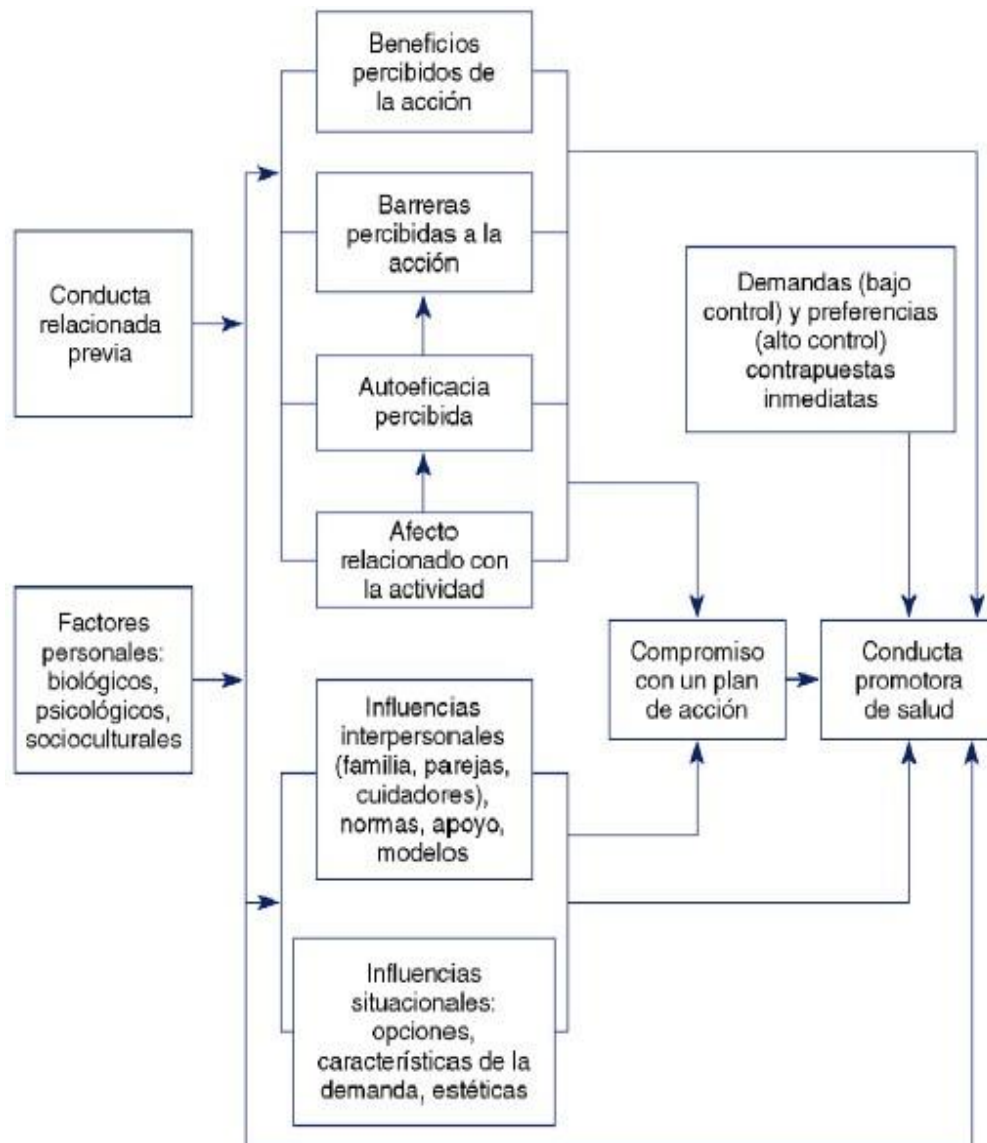 Beneficios
percibidos de
la acción
Barreras
percibidas a la
acción
Conducta
relacionada
previa
Demandas (bajo
control) y preferencias
(alto control)
contrapuestas
inmediatas
Autoeficacia
percibida
Afecto
relacionado con
la actividad
Factores
personales:
biológicos,
psicológicos,
socioculturales
Compromiso
con un plan
de acción
Conducta
promotora
de salud
Influencias
interpersonales
(familia, parejas,
cuidadores),
normas, apoyo,
modelos
Influencias
situacionales:
opciones,
características de la
demanda, estéticas